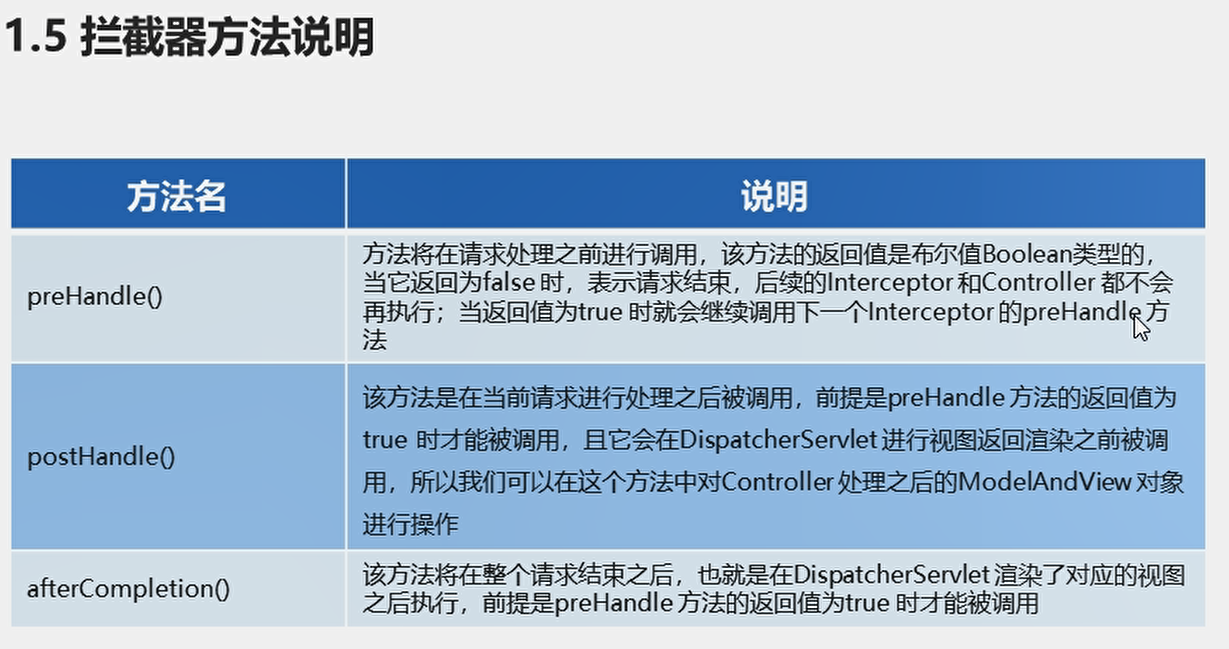 1.5 拦截器方法说明
方法名
说明
preHandle()
方法将在请求处理之前进行调用，该方法的返回值是布尔值Boolean类型的，
当它返回为false 时，表示请求结束，后续的Interceptor 和Controller 都不会
再执行；当返回值为true 时就会继续调用下一个Interceptor 的preHandle 方
法
postHandle()
该方法是在当前请求进行处理之后被调用，前提是preHandle 方法的返回值为
true 时才能被调用，且它会在DispatcherServlet 进行视图返回渲染之前被调
用，所以我们可以在这个方法中对Controller 处理之后的ModelAndView 对象
进行操作
afterCompletion()
该方法将在整个请求结束之后，也就是在DispatcherServlet 渲染了对应的视图
之后执行，前提是preHandle 方法的返回值为true 时才能被调用